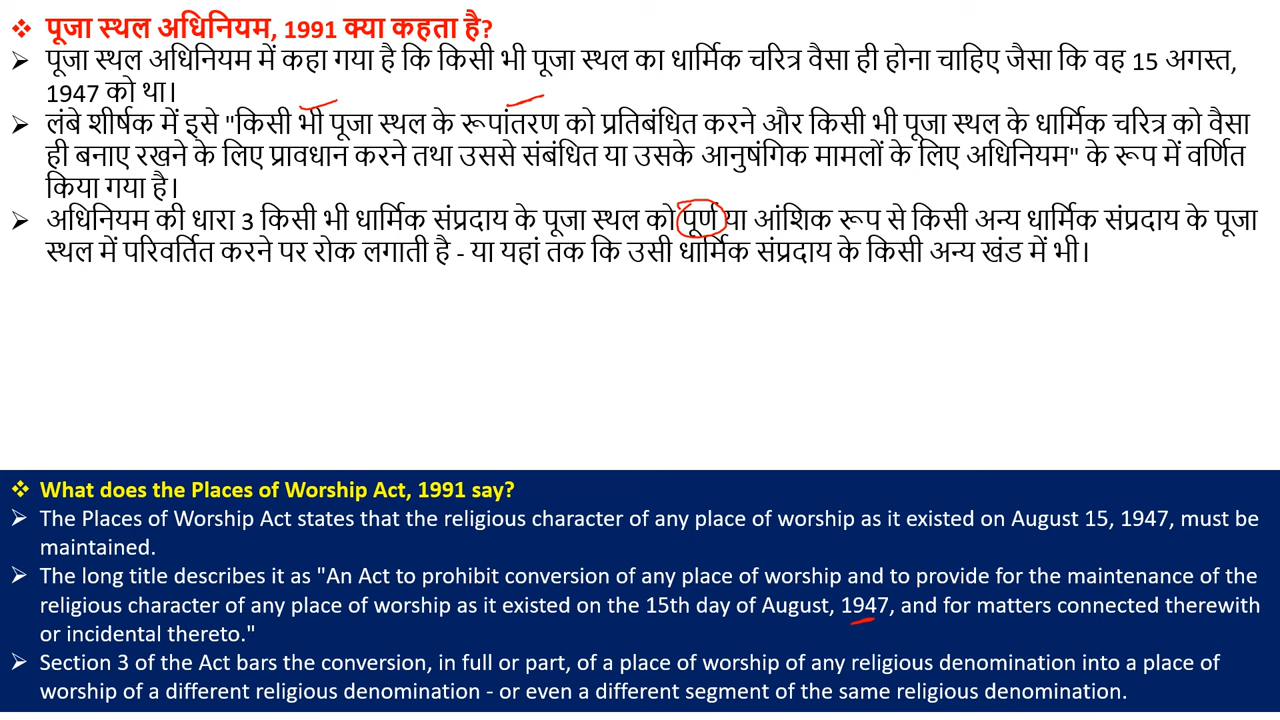 ❖ पूजा स्थल अधिनियम, 1991 क्या कहता है?
➢ पूजा स्थल अधिनियम में कहा गया है कि किसी भी पूजा स्थल का धार्मिक चरित्र वैसा ही होना चाहिए जैसा कि वह 15 अगस्त,
1947 को था।
➢ लंबे शीर्षक में इसे "किसी भी पूजा स्थल के रूपांतरण को प्रतिबंधित करने और किसी भी पूजा स्थल के धार्मिक चरित्र को वैसा
ही बनाए रखने के लिए प्रावधान करने तथा उससे संबंधित या उसके आनुषंगिक मामलों के लिए अधिनियम" के रूप में वर्णित
किया गया है।
➢ अधिनियम की धारा 3 किसी भी धार्मिक संप्रदाय के पूजा स्थल को पूर्ण या आंशिक रूप से किसी अन्य धार्मिक संप्रदाय के पूजा
स्थल में परिवर्तित करने पर रोक लगाती है - या यहां तक कि उसी धार्मिक संप्रदाय के किसी अन्य खंड में भी।
❖ What does the Places of Worship Act, 1991 say?
➢ The Places of Worship Act states that the religious character of any place of worship as it existed on August 15, 1947, must be
maintained.
➢ The long title describes it as "An Act to prohibit conversion of any place of worship and to provide for the maintenance of the
religious character of any place of worship as it existed on the 15th day of August, 1947, and for matters connected therewith
or incidental thereto."
➢ Section 3 of the Act bars the conversion, in full or part, of a place of worship of any religious denomination into a place of
worship of a different religious denomination - or even a different segment of the same religious denomination.